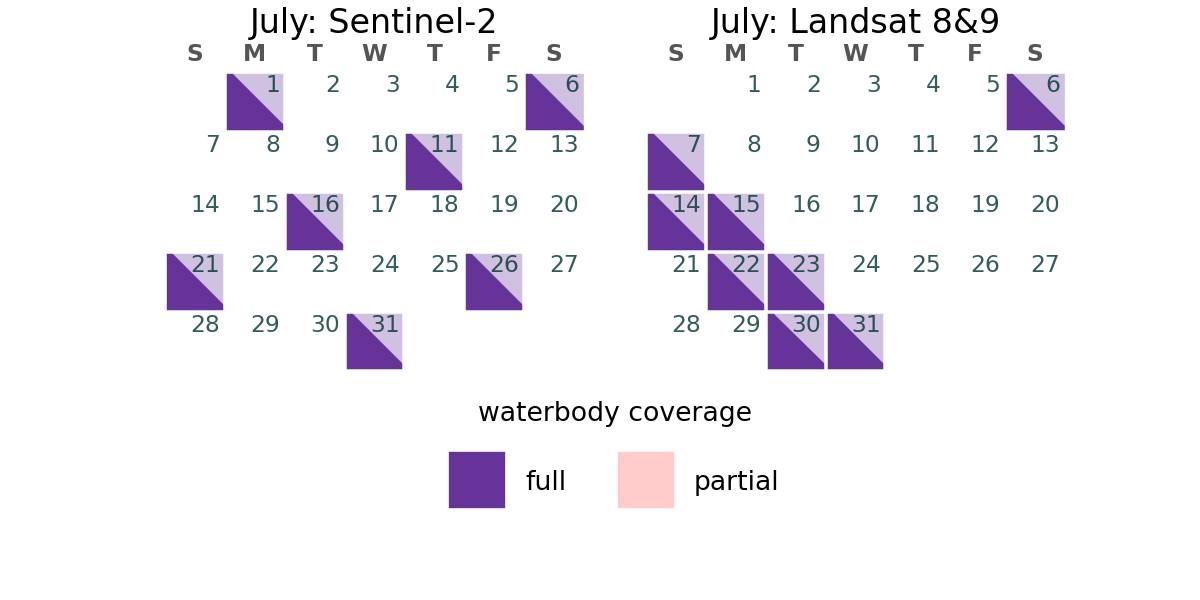 July: Sentinel-2
S M T W T F S
1 2 3 4 5 6
7 8 9 10 11 12 13
14 15 16 17 18 19 20
21 22 23 24 25 26 27
28 29 30 31
July: Landsat 8&9
S M T W T F S
1 2 3 4 5 6
7 8 9 10 11 12 13
14 15 16 17 18 19 20
21 22 23 24 25 26 27
28 29 30 31
waterbody coverage
full partial